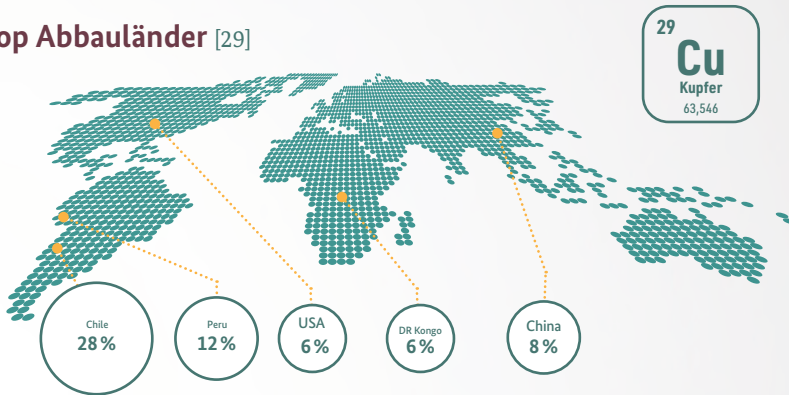 op Abbauländer [29]
29
Cu
Kupfer
63,546
Chile
28 %
Peru
12 %
USA
6 %
DR Kongo
6 %
China
8 %